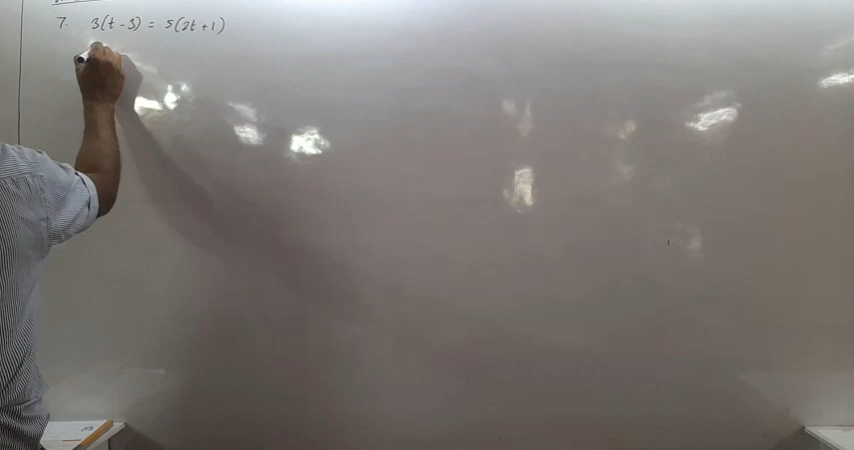 7. 3(t - 3) = 5(2t + 1)